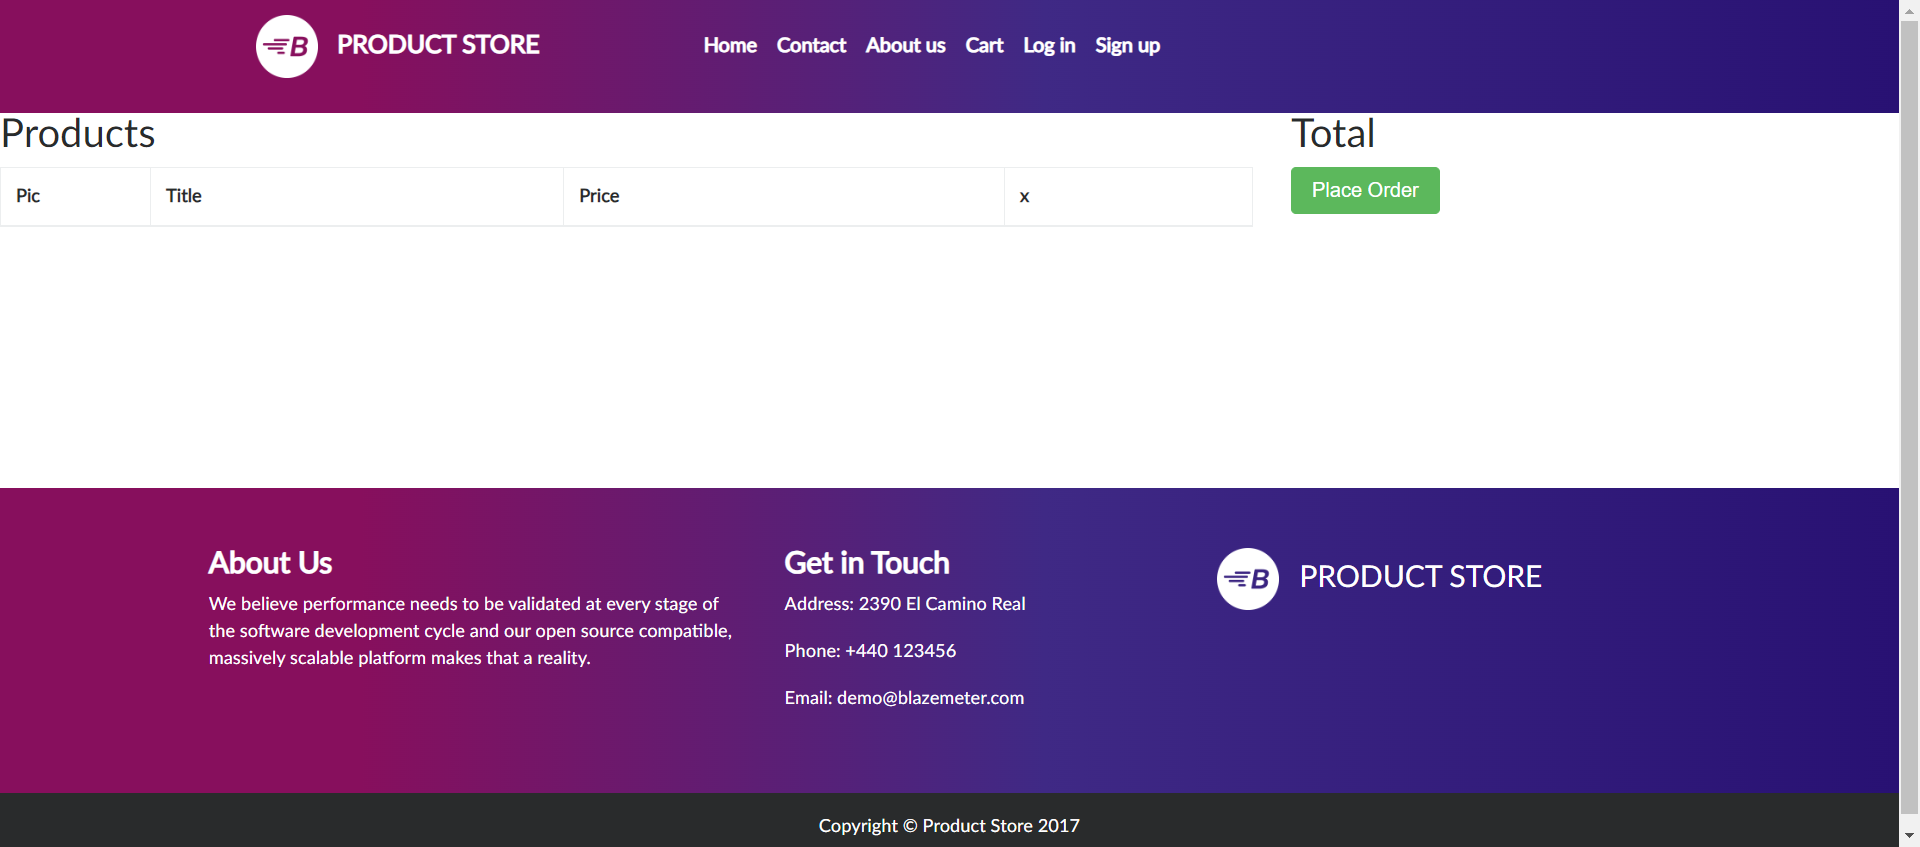 B PRODUCT STORE Home Contact About us Cart Log in Sign up
Products
Total
Pic Title Price x
Place Order
About Us
We believe performance needs to be validated at every stage of
the software development cycle and our open source compatible,
massively scalable platform makes that a reality.
Get in Touch
Address: 2390 El Camino Real
Phone: +440 123456
Email: demo@blazemeter.com
B PRODUCT STORE
Copyright © Product Store 2017